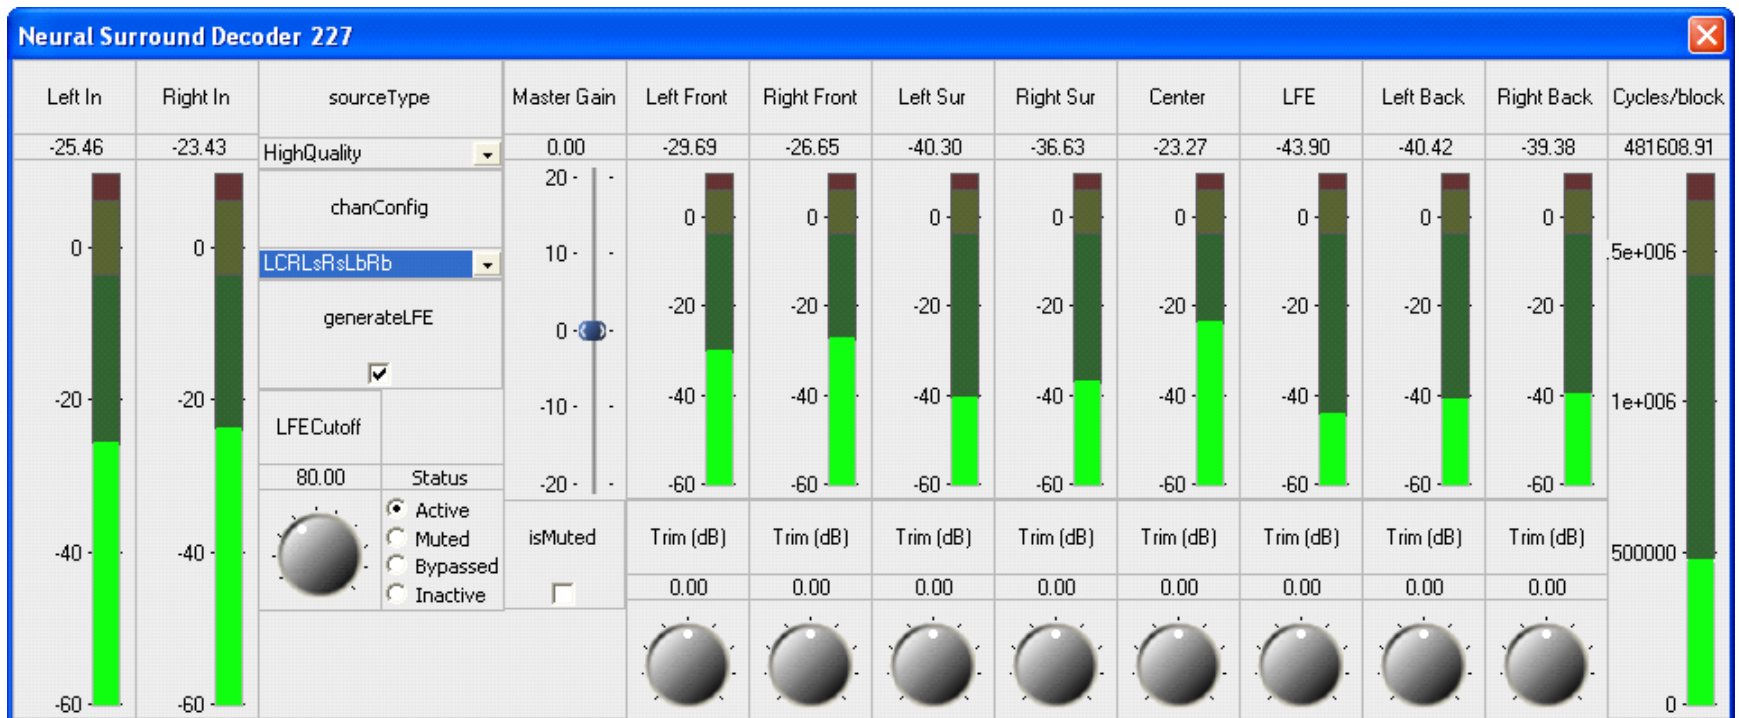 Neural Surround Decoder 227
Left In Right In sourceType Master Gain Left Front Right Front Left Sur Right Sur Center LFE Left Back Right Back Cycles/block
-25.46 -23.43 HighQuality 0.00 -29.69 -26.65 -40.30 -36.63 -23.27 -43.90 -40.42 -39.38 481608.91
chanConfig
LCRLsRsLbRb
generateLFE
LFECutoff
80.00 Status
Active
Muted
Bypassed
Inactive
0 0
-20 -20
-40 -40
-60 -60
20
10
0
-10
-20
isMuted
0 0 0 0 0 0 0 0
-20 -20 -20 -20 -20 -20 -20 -20
-40 -40 -40 -40 -40 -40 -40 -40
-60 -60 -60 -60 -60 -60 -60 -60
Trim (dB) Trim (dB) Trim (dB) Trim (dB) Trim (dB) Trim (dB) Trim (dB) Trim (dB)
0.00 0.00 0.00 0.00 0.00 0.00 0.00 0.00
.5e+006
1e+006
500000
0